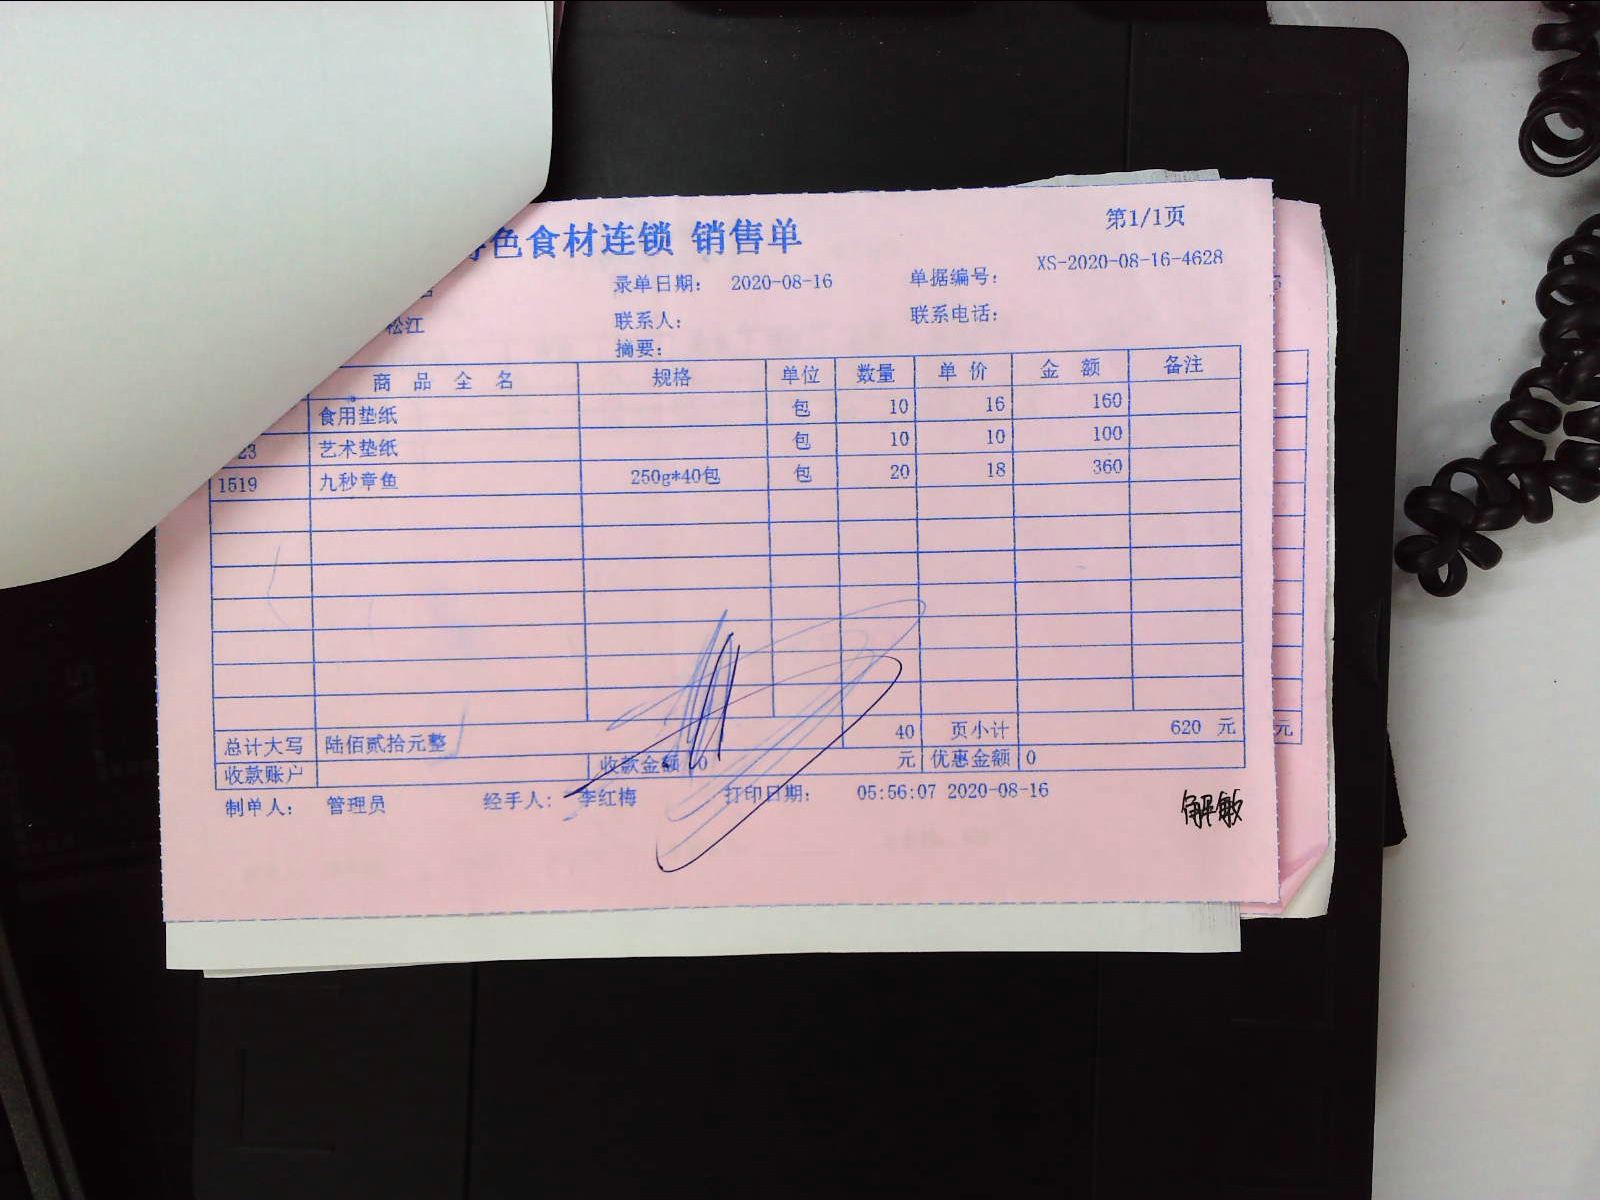 色食材连锁 销售单
第1/1页
录单日期： 2020-08-16 单据编号： XS-2020-08-16-4628
松江 联系人： 联系电话：
摘要：
商 品 全 名 规格 单位 数量 单 价 金 额 备注
食用垫纸 包 10 16 160
23 艺术垫纸 包 10 10 100
1519 九秒章鱼 250g*40包 包 20 18 360
总计大写 陆佰贰拾元整 40 页小计 620 元
收款账户 收款金额 0 元 优惠金额 0
制单人： 管理员 经手人： 李红梅 打印日期： 05:56:07 2020-08-16
解敏
元